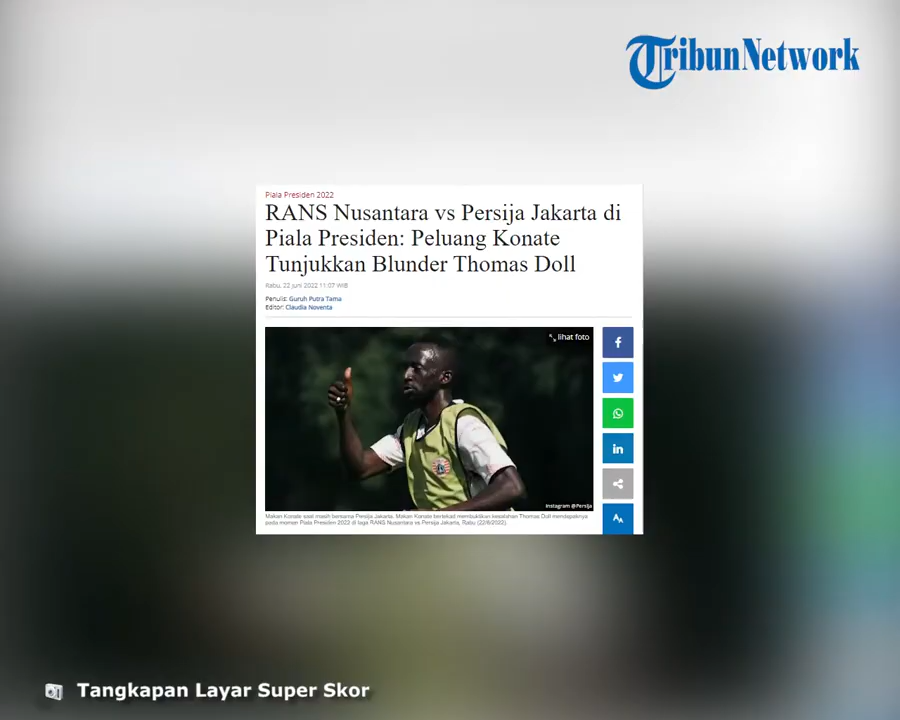 Tribun Network
Piala Presiden 2022
RANS Nusantara vs Persija Jakarta di
Piala Presiden: Peluang Konate
Tunjukkan Blunder Thomas Doll
Rabu, 22 Juni 2022 11:07 WIB
Penulis: Guruh Putra Tama
Editor: Claudia Noventa
lihat foto
Instagram @Persija
Makan Konate saat masih bersama Persija Jakarta. Makan Konate bertekad membuktikan kesalahan Thomas Doll mendepaknya
pada momen Piala Presiden 2022 di laga RANS Nusantara vs Persija Jakarta, Rabu (22/6/2022).
Tangkapan Layar Super Skor